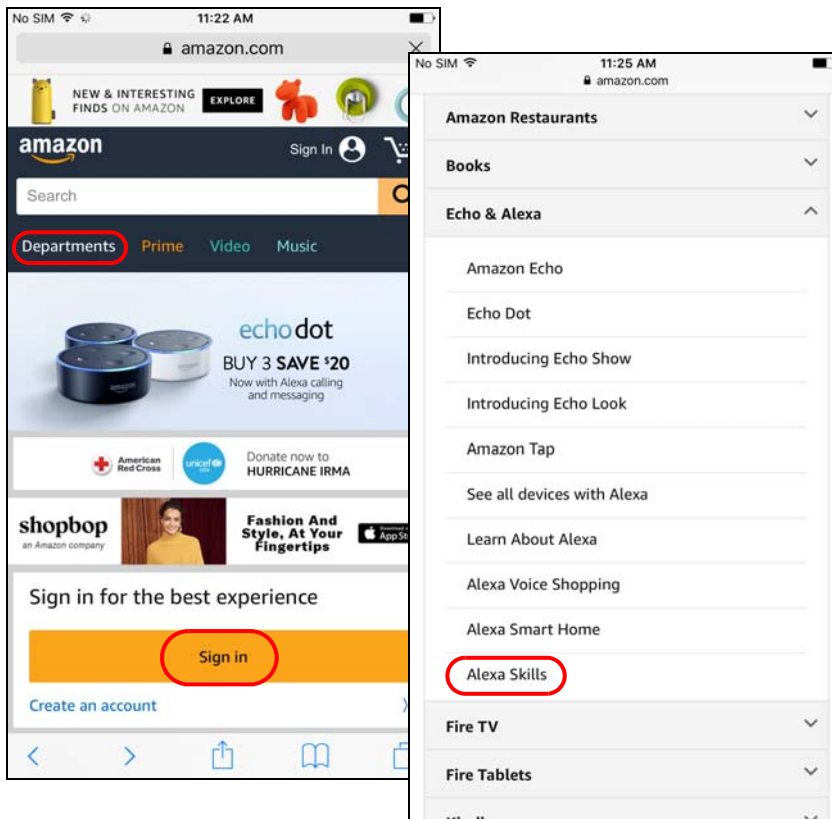 No SIM 11:22 AM
amazon.com
NEW & INTERESTING
FINDS ON AMAZON
EXPLORE
amazon
Sign In
Search
Departments Prime Video Music
echo dot
BUY 3 SAVE $20
Now with Alexa calling
and messaging
amazon
American
Red Cross
unicef
Donate now to
HURRICANE IRMA
shopbop
an Amazon company
Fashion And
Style, At Your
Fingertips
Sign in for the best experience
Sign in
Create an account
No SIM 11:25 AM
amazon.com
Amazon Restaurants
Books
Echo & Alexa
Amazon Echo
Echo Dot
Introducing Echo Show
Introducing Echo Look
Amazon Tap
See all devices with Alexa
Learn About Alexa
Alexa Voice Shopping
Alexa Smart Home
Alexa Skills
Fire TV
Fire Tablets